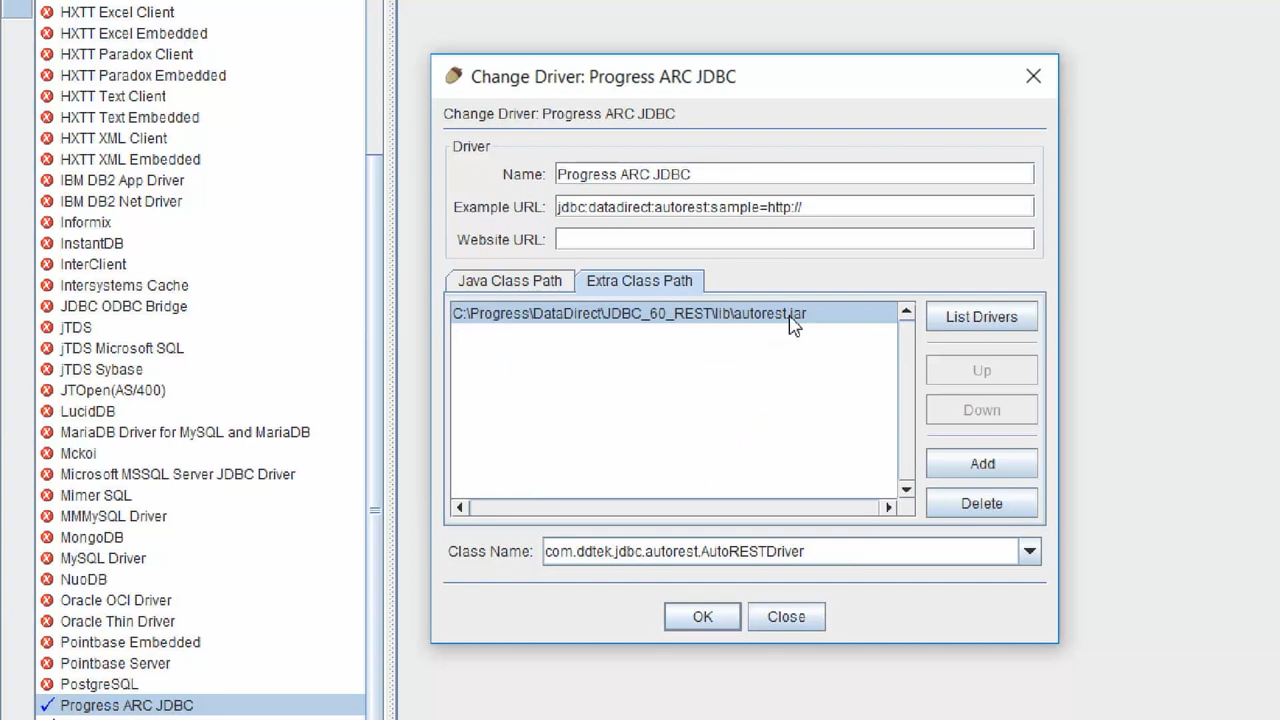 HXTT Excel Client
HXTT Excel Embedded
HXTT Paradox Client
HXTT Paradox Embedded
HXTT Text Client
HXTT Text Embedded
HXTT XML Client
HXTT XML Embedded
IBM DB2 App Driver
IBM DB2 Net Driver
Informix
InstantDB
InterClient
Intersystems Cache
JDBC ODBC Bridge
jTDS
jTDS Microsoft SQL
jTDS Sybase
JTOpen(AS/400)
LucidDB
MariaDB Driver for MySQL and MariaDB
Mckoi
Microsoft MSSQL Server JDBC Driver
Mimer SQL
MMMySQL Driver
MongoDB
MySQL Driver
NuoDB
Oracle OCI Driver
Oracle Thin Driver
Pointbase Embedded
Pointbase Server
PostgreSQL
Progress ARC JDBC
Change Driver: Progress ARC JDBC
Change Driver: Progress ARC JDBC
Driver
Name: Progress ARC JDBC
Example URL: jdbc:datadirect:autorest:sample=http://
Website URL:
Java Class Path Extra Class Path
C:\Progress\DataDirect\JDBC_60_REST\lib\autorest.jar
List Drivers
Up
Down
Add
Delete
Class Name: com.ddtek.jdbc.autorest.AutoRESTDriver
OK Close